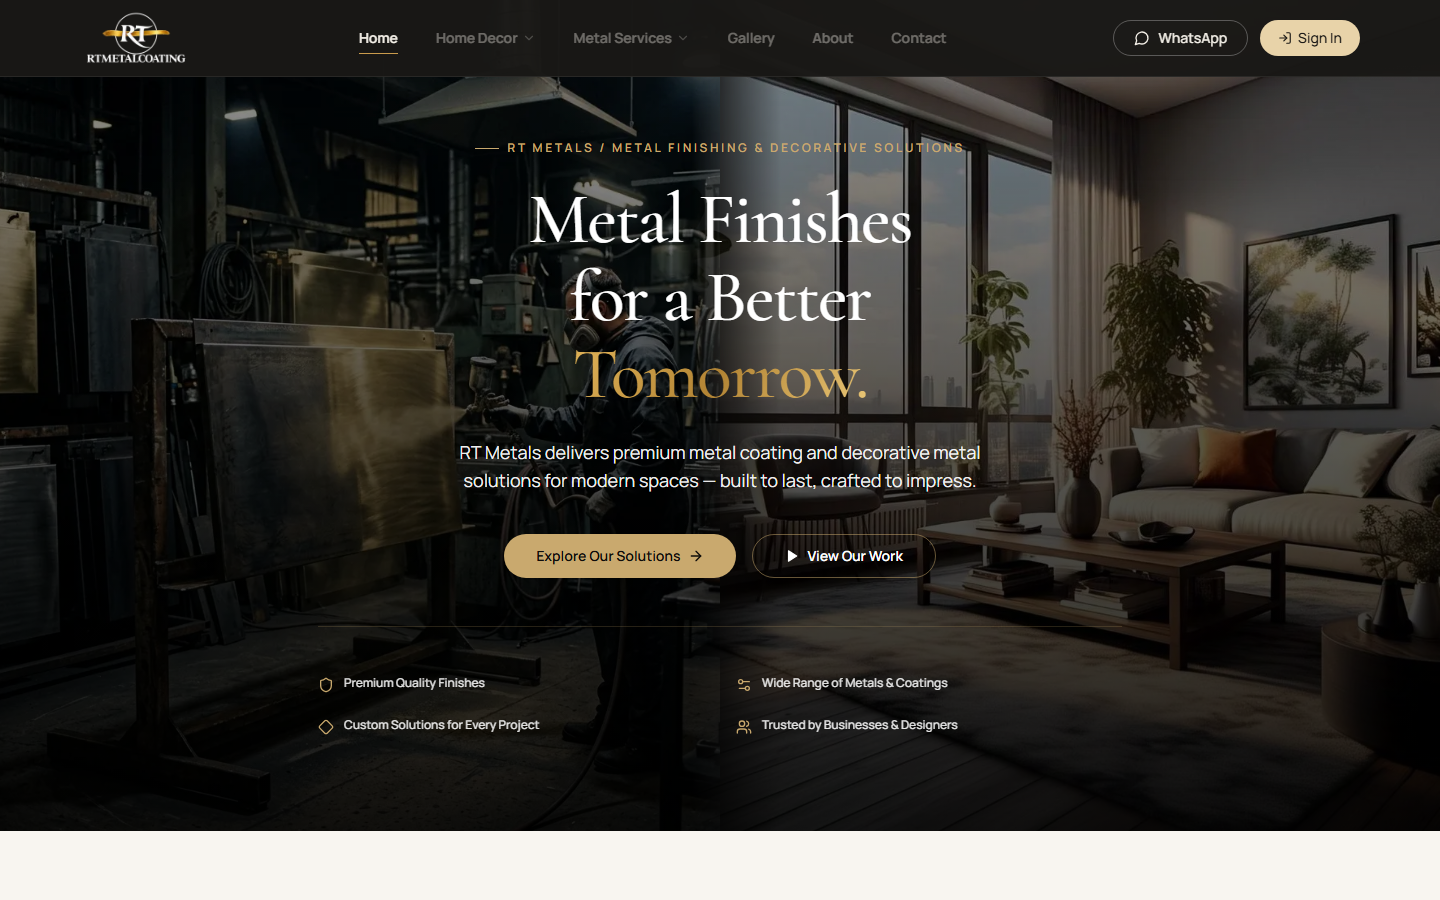 RT
RTMETALCOATING
Home
Home Decor
Metal Services
Gallery
About
Contact
WhatsApp
Sign In
RT METALS / METAL FINISHING & DECORATIVE SOLUTIONS
Metal Finishes
for a Better
Tomorrow.
RT Metals delivers premium metal coating and decorative metal
solutions for modern spaces — built to last, crafted to impress.
Explore Our Solutions
View Our Work
Premium Quality Finishes
Wide Range of Metals & Coatings
Custom Solutions for Every Project
Trusted by Businesses & Designers